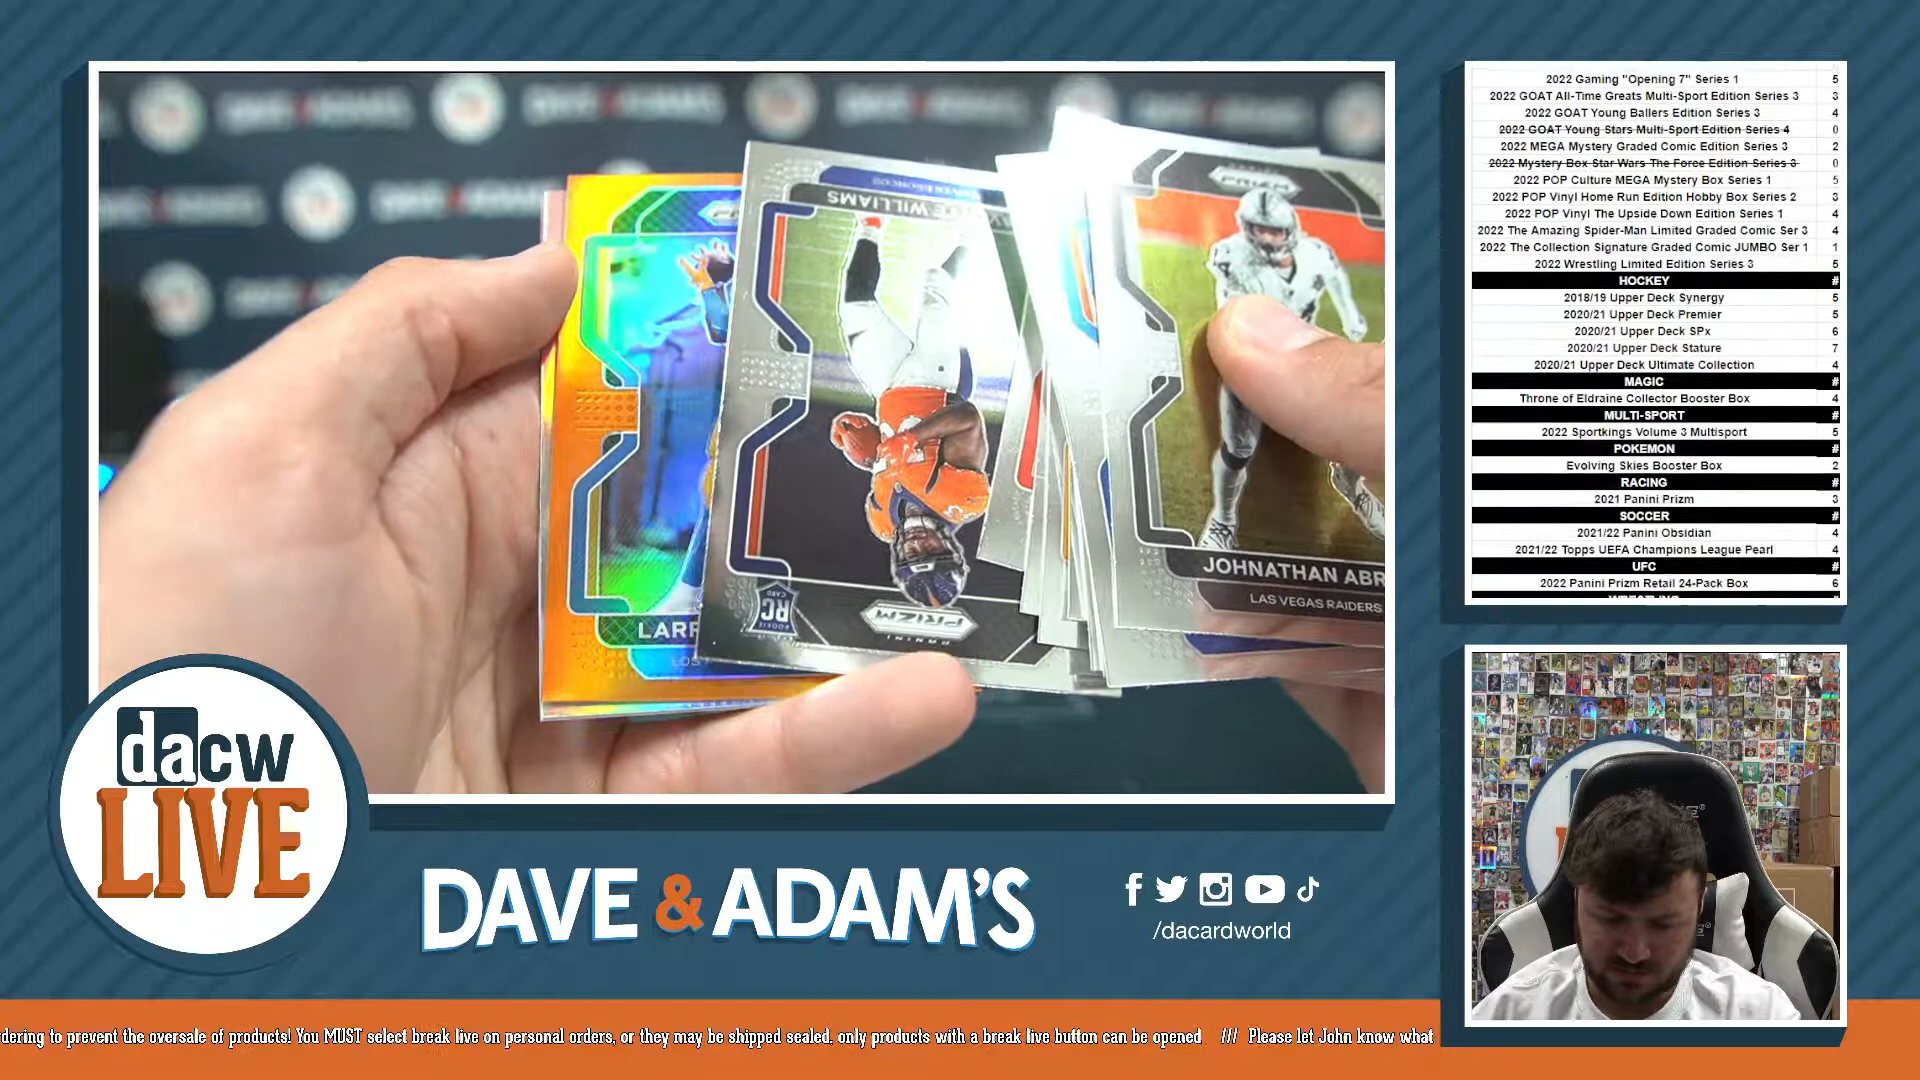 2022 Gaming "Opening 7" Series 1 5
2022 GOAT All-Time Greats Multi-Sport Edition Series 3 3
2022 GOAT Young Ballers Edition Series 3 4
2022 GOAT Young Stars Multi-Sport Edition Series 4 0
2022 MEGA Mystery Graded Comic Edition Series 3 2
2022 Mystery Box Star Wars The Force Edition Series 3 0
2022 POP Culture MEGA Mystery Box Series 1 5
2022 POP Vinyl Home Run Edition Hobby Box Series 2 3
2022 POP Vinyl The Upside Down Edition Series 1 4
2022 The Amazing Spider-Man Limited Graded Comic Ser 3 4
2022 The Collection Signature Graded Comic JUMBO Ser 1 1
2022 Wrestling Limited Edition Series 3 5
HOCKEY #
2018/19 Upper Deck Synergy 5
2020/21 Upper Deck Premier 5
2020/21 Upper Deck SPx 6
2020/21 Upper Deck Stature 7
2020/21 Upper Deck Ultimate Collection 4
MAGIC #
Throne of Eldraine Collector Booster Box 4
MULTI-SPORT #
2022 Sportkings Volume 3 Multisport 5
POKEMON #
Evolving Skies Booster Box 2
RACING #
2021 Panini Prizm 3
SOCCER #
2021/22 Panini Obsidian 4
2021/22 Topps UEFA Champions League Pearl 4
UFC #
2022 Panini Prizm Retail 24-Pack Box 6
WRESTLING #
PRIZM
JOHNATHAN ABR
LAS VEGAS RAIDERS
WILLIAMS
PANINI
PRIZM
ROOKIE
RC
CARD
LARR
LOS
dacw
LIVE
DAVE & ADAM'S
/dacardworld
dering to prevent the oversale of products! You MUST select break live on personal orders, or they may be shipped sealed, only products with a break live button can be opened /// Please let John know what